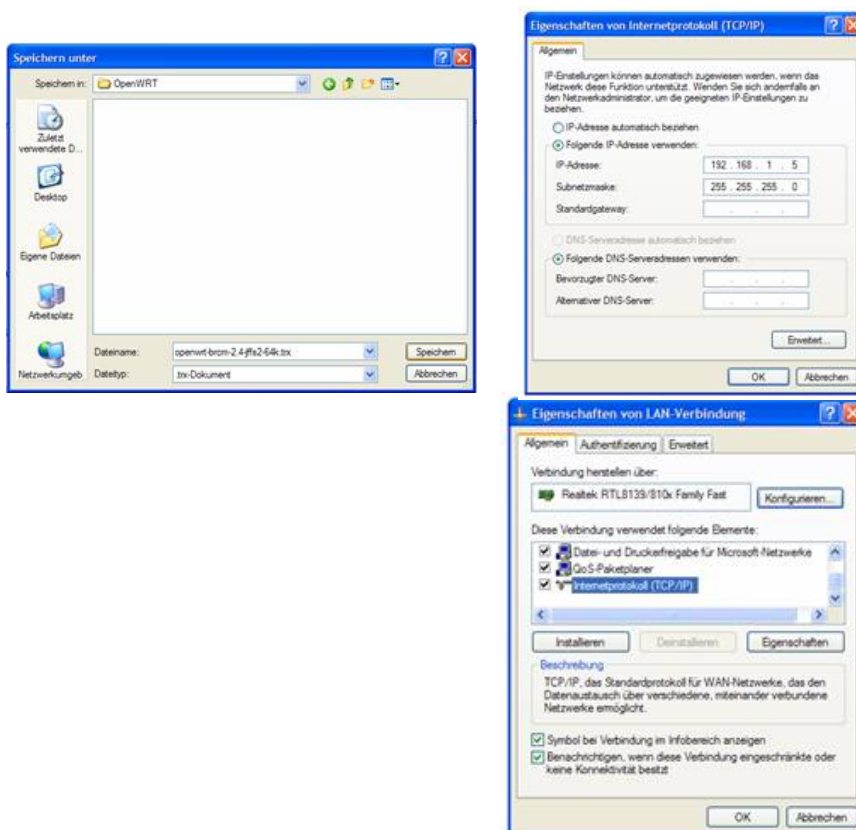 Speichern unter
Speichern in:
OpenWRT
Zuletzt
verwendete D...
Desktop
Eigene Dateien
Arbeitsplatz
Netzwerkumgeb
Dateiname:
openwrt-brcm-2.4-jffs2-64k.trx
Speichern
Dateityp:
.trx-Dokument
Abbrechen
Eigenschaften von Internetprotokoll (TCP/IP)
Allgemein
IP-Einstellungen können automatisch zugewiesen werden, wenn das
Netzwerk diese Funktion unterstützt. Wenden Sie sich andernfalls an
den Netzwerkadministrator, um die geeigneten IP-Einstellungen zu
beziehen.
IP-Adresse automatisch beziehen
Folgende IP-Adresse verwenden:
IP-Adresse:
192 . 168 . 1 . 5
Subnetzmaske:
255 . 255 . 255 . 0
Standardgateway:
DNS-Serveradresse automatisch beziehen
Folgende DNS-Serveradressen verwenden:
Bevorzugter DNS-Server:
Alternativer DNS-Server:
Erweitert...
OK
Abbrechen
Eigenschaften von LAN-Verbindung
Allgemein
Authentifizierung
Erweitert
Verbindung herstellen über:
Realtek RTL8139/810x Family Fast
Konfigurieren...
Diese Verbindung verwendet folgende Elemente:
Datei- und Druckerfreigabe für Microsoft-Netzwerke
QoS-Paketplaner
Internetprotokoll (TCP/IP)
Installieren
Deinstallieren
Eigenschaften
Beschreibung
TCP/IP, das Standardprotokoll für WAN-Netzwerke, das den
Datenaustausch über verschiedene, miteinander verbundene
Netzwerke ermöglicht.
Symbol bei Verbindung im Infobereich anzeigen
Benachrichtigen, wenn diese Verbindung eingeschränkte oder
keine Konnektivität besitzt
OK
Abbrechen